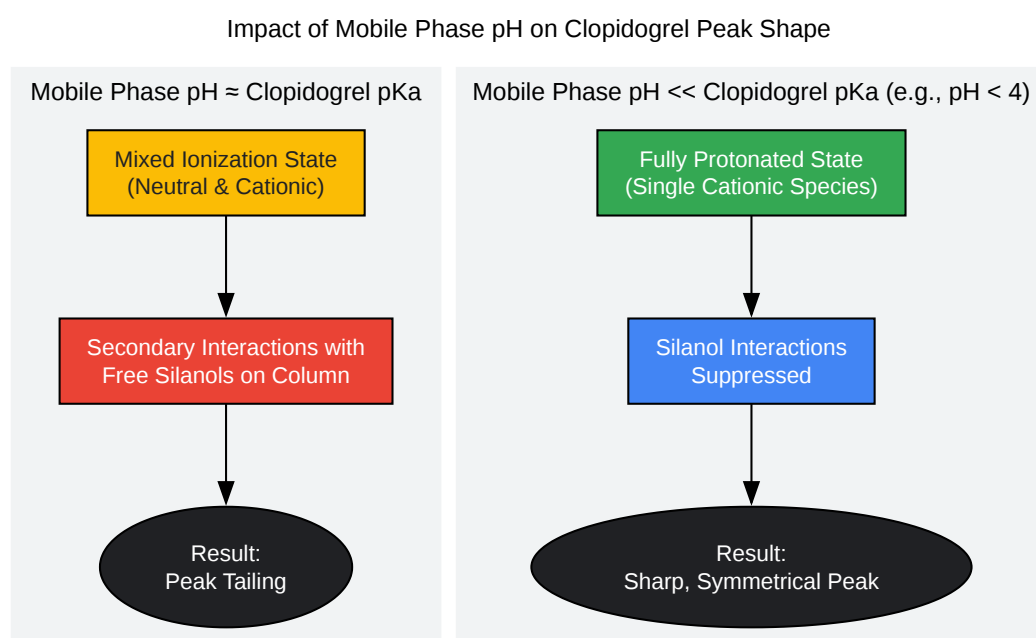 Impact of Mobile Phase pH on Clopidogrel Peak Shape
Mobile Phase pH ≈ Clopidogrel pKa
Mixed Ionization State
(Neutral & Cationic)
Secondary Interactions with
Free Silanols on Column
Result:
Peak Tailing
Mobile Phase pH << Clopidogrel pKa (e.g., pH < 4)
Fully Protonated State
(Single Cationic Species)
Silanol Interactions
Suppressed
Result:
Sharp, Symmetrical Peak